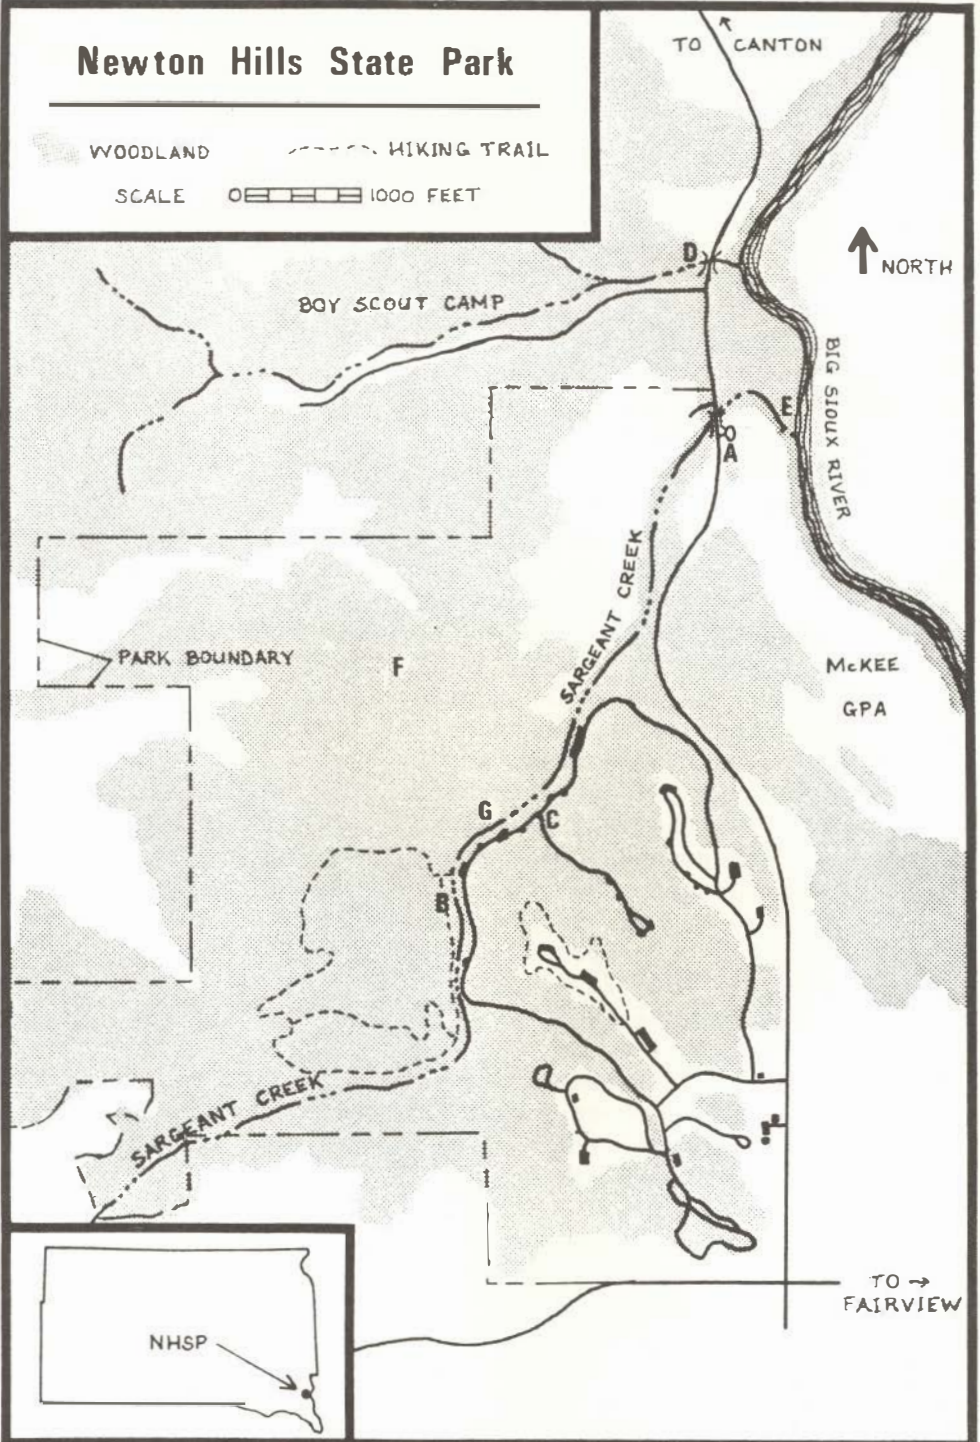 Newton Hills State Park
WOODLAND
HIKING TRAIL
SCALE 0 1000 FEET
TO CANTON
D
NORTH
BOY SCOUT CAMP
BIG SIOUX RIVER
E
A
SARGEANT CREEK
PARK BOUNDARY
F
McKEE
GPA
G
C
B
SARGEANT CREEK
TO →
FAIRVIEW
NHSP